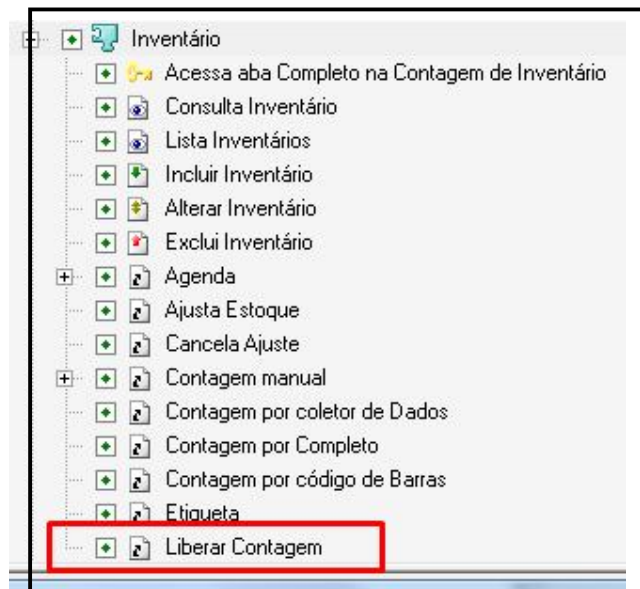 Inventário
Acessa aba Completo na Contagem de Inventário
Consulta Inventário
Lista Inventários
Incluir Inventário
Alterar Inventário
Exclui Inventário
Agenda
Ajusta Estoque
Cancela Ajuste
Contagem manual
Contagem por coletor de Dados
Contagem por Completo
Contagem por código de Barras
Etiqueta
Liberar Contagem